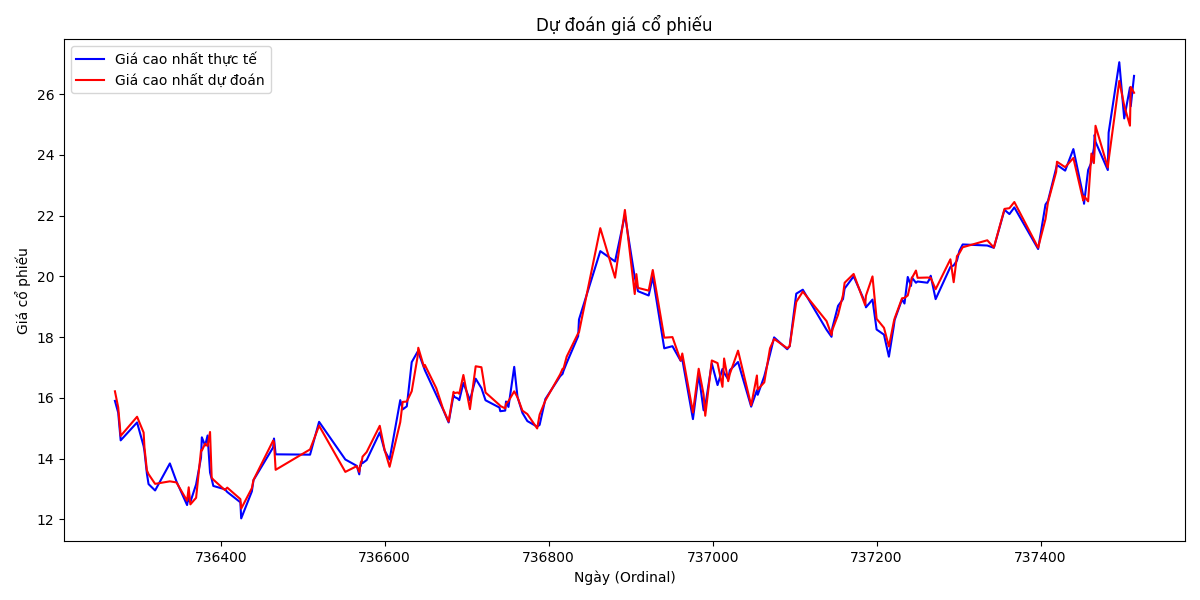 Dự đoán giá cổ phiếu
Giá cao nhất thực tế
Giá cao nhất dự đoán
Giá cổ phiếu
26
24
22
20
18
16
14
12
736400 736600 736800 737000 737200 737400
Ngày (Ordinal)